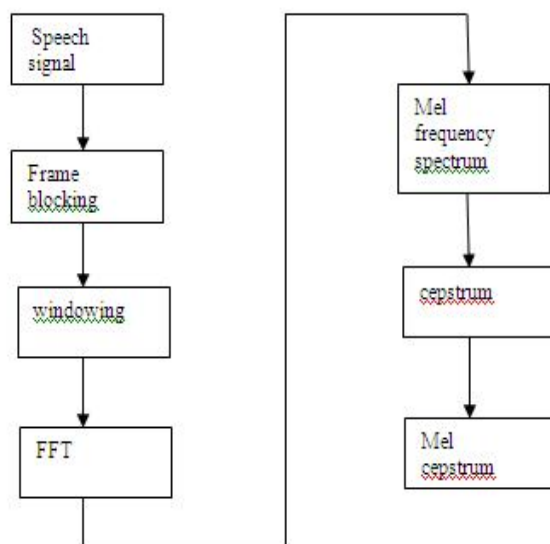 Speech
signal
Frame
blocking
windowing
FFT
Mel
frequency
spectrum
cepstrum
Mel
cepstrum